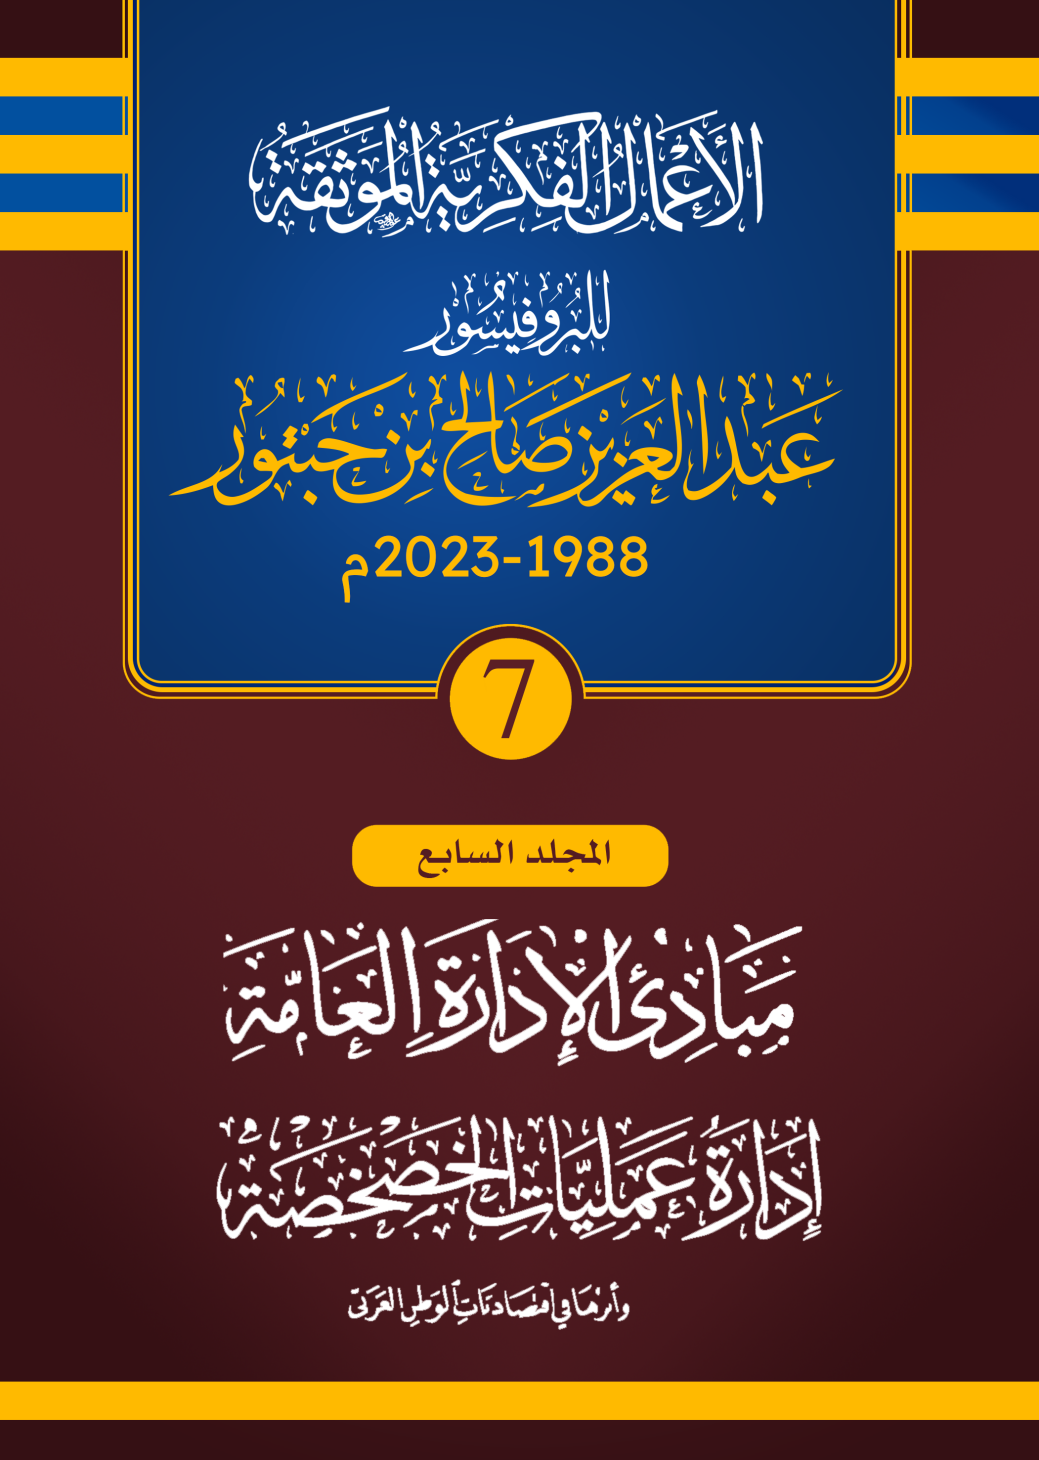 الأعمال الفكرية الموثقة
للبروفيسور
عبد العزيز صالح بن حبتور
1988-2023م
7
المجلد السابع
مبادئ الإدارة العامة
إدارة عمليات الخصخصة
وأثرها في اقتصاديات الوطن العربي